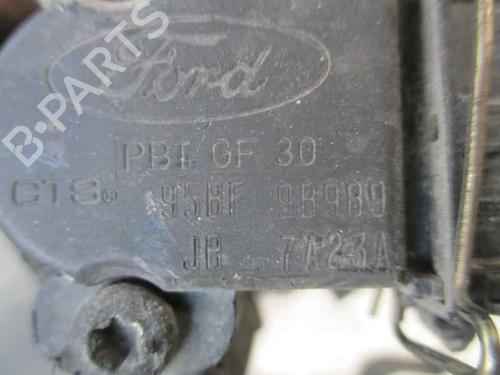 Ford
B-PARTS
PBT GF 30
CTS® 95BF 9B989
JB 7A23A